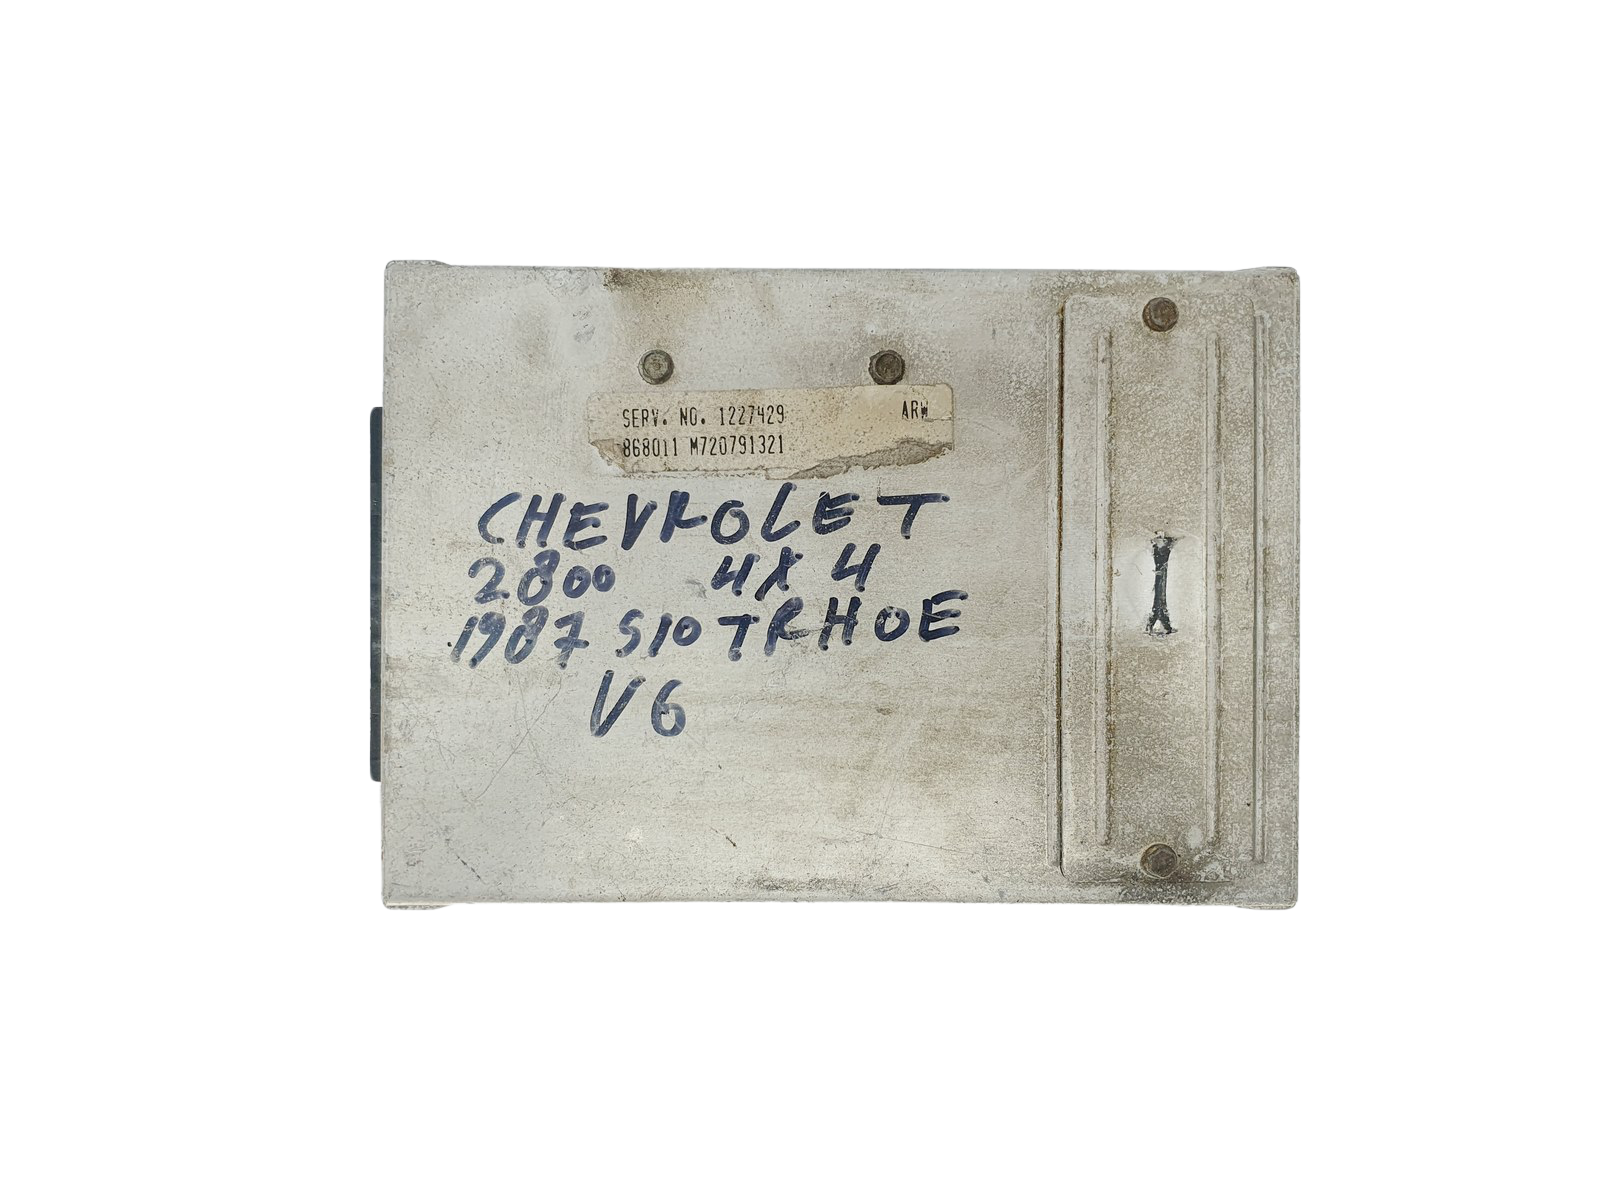 SERV. NO. 1227429 ARW
868011 M720791321
CHEVROLET
2800 4X4
1987 S10 TRHOE
V6